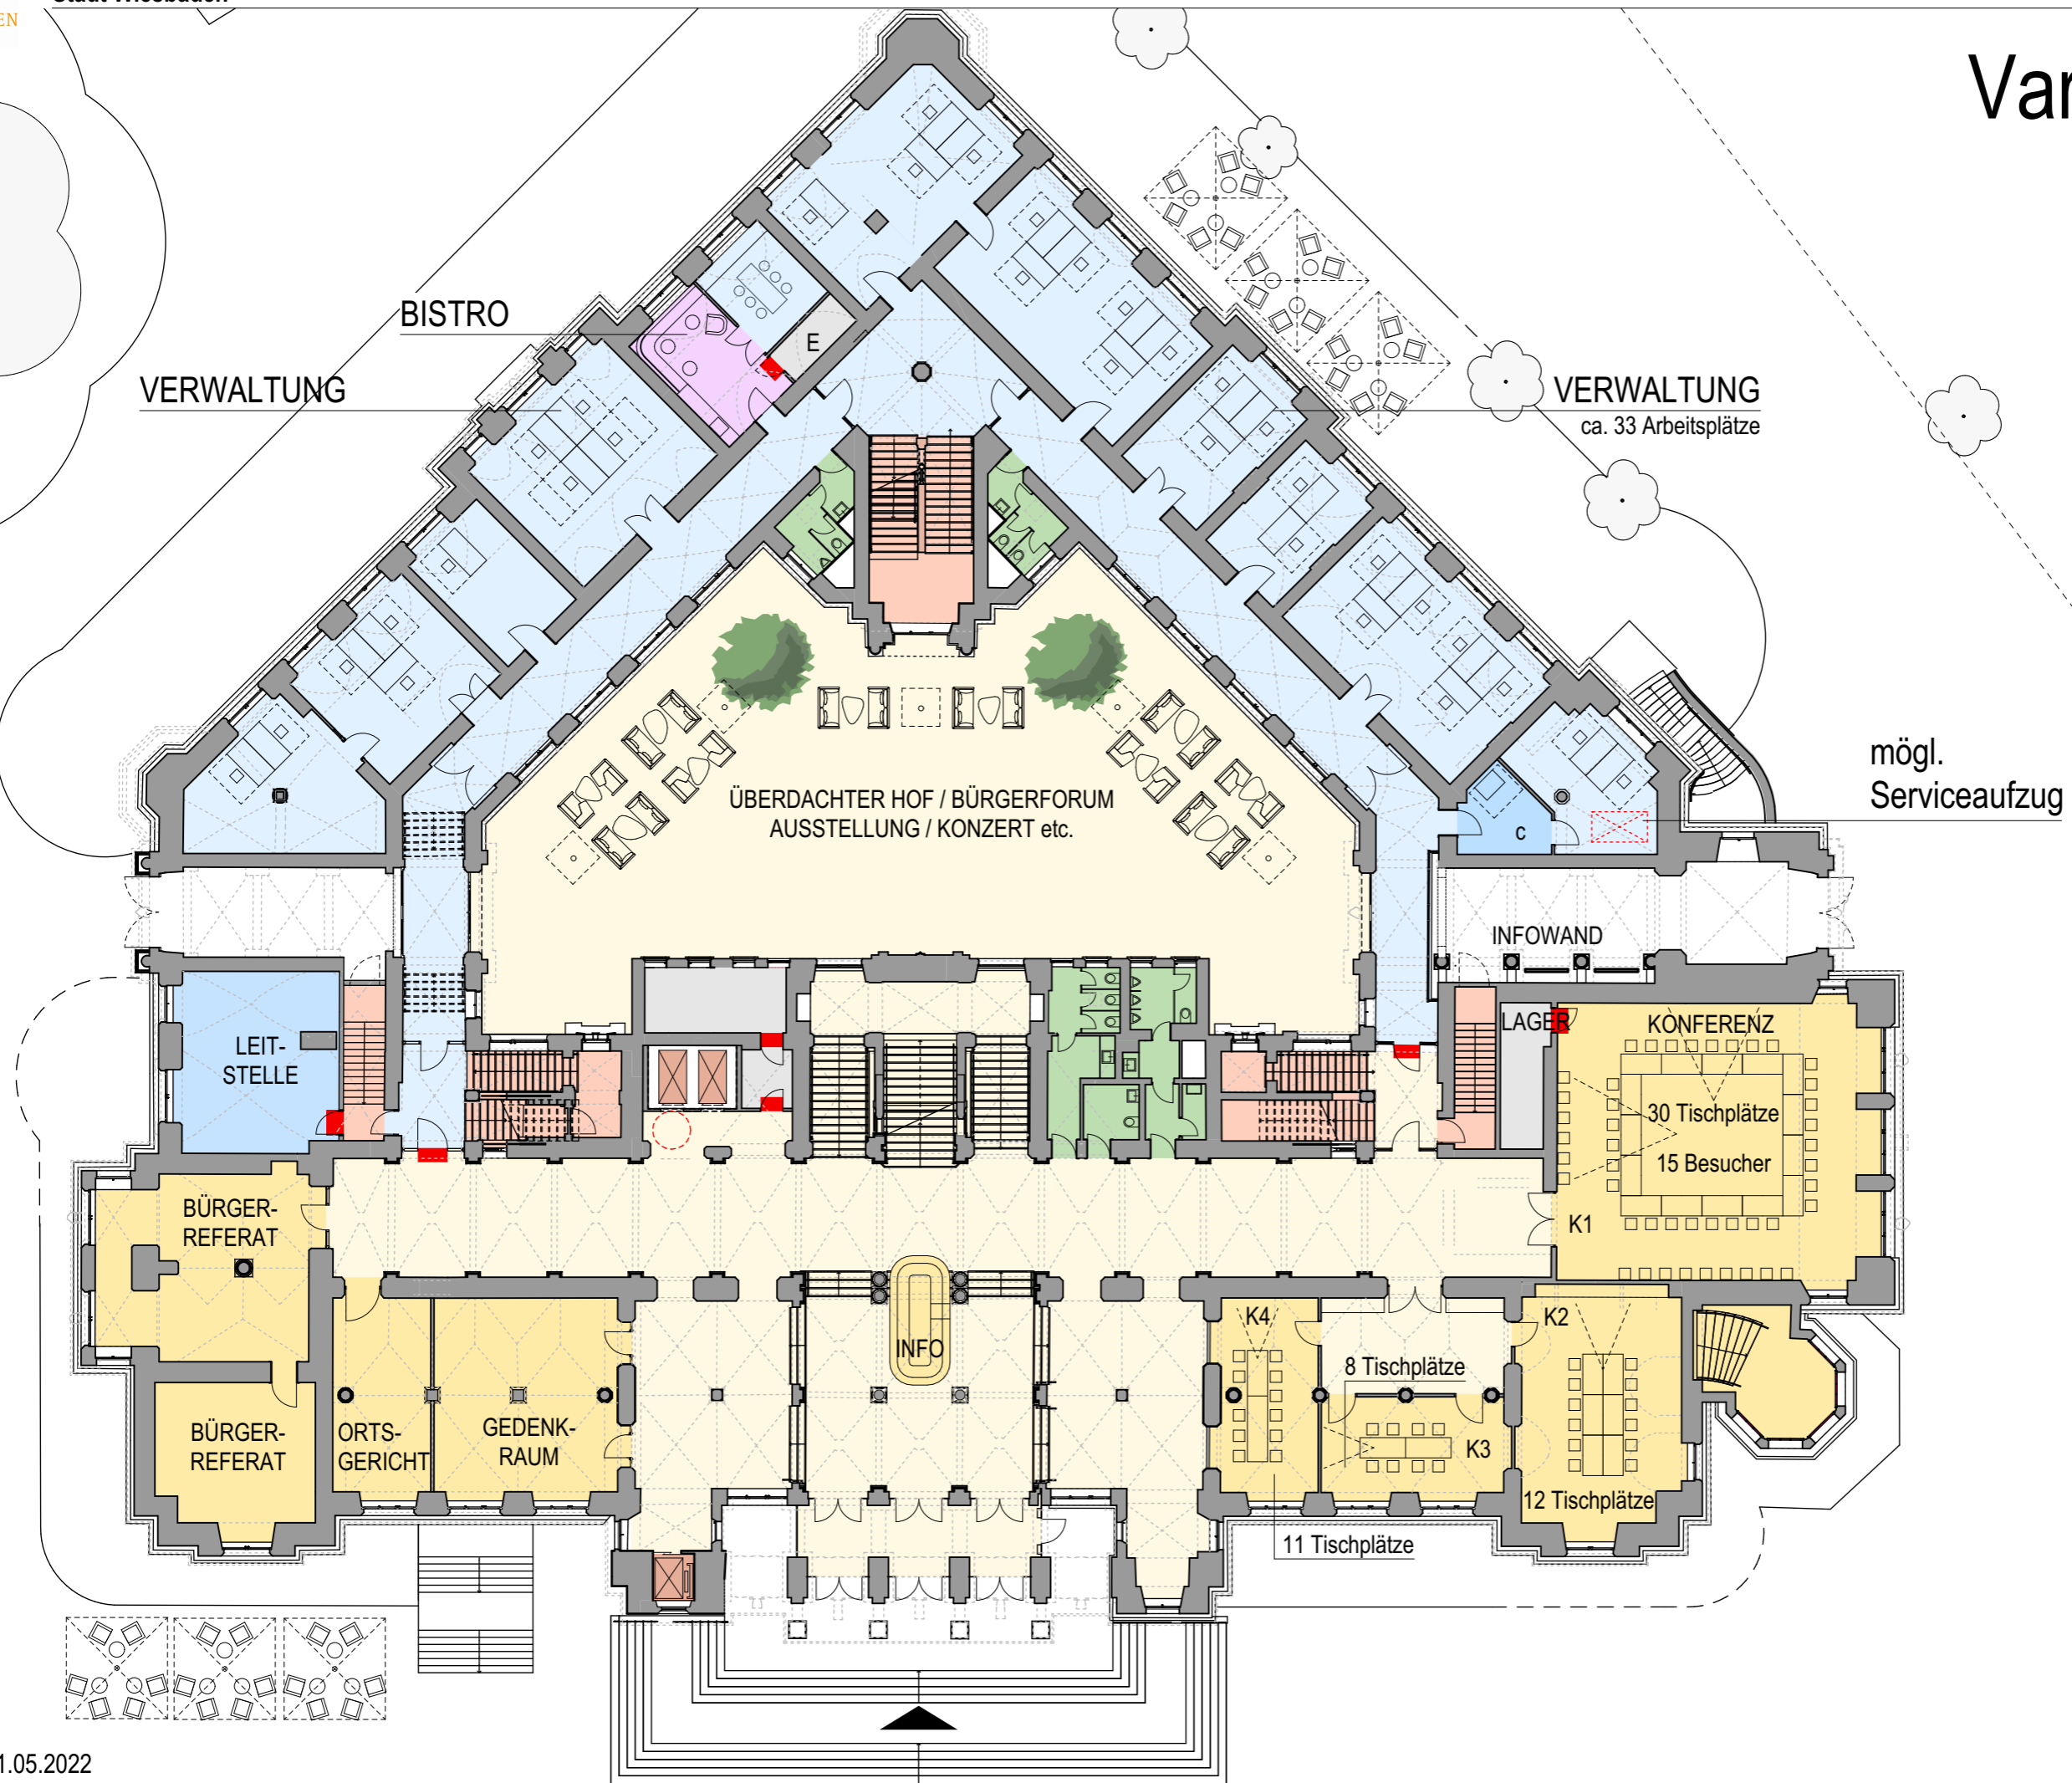 EN
Var
BISTRO
E
VERWALTUNG
VERWALTUNG
ca. 33 Arbeitsplätze
mögl.
Serviceaufzug
ÜBERDACHTER HOF / BÜRGERFORUM
AUSSTELLUNG / KONZERT etc.
c
INFOWAND
LEIT-
STELLE
LAGER
KONFERENZ
30 Tischplätze
15 Besucher
K1
BÜRGER-
REFERAT
INFO
K4
K2
8 Tischplätze
K3
BÜRGER-
REFERAT
ORTS-
GERICHT
GEDENK-
RAUM
12 Tischplätze
11 Tischplätze
1.05.2022